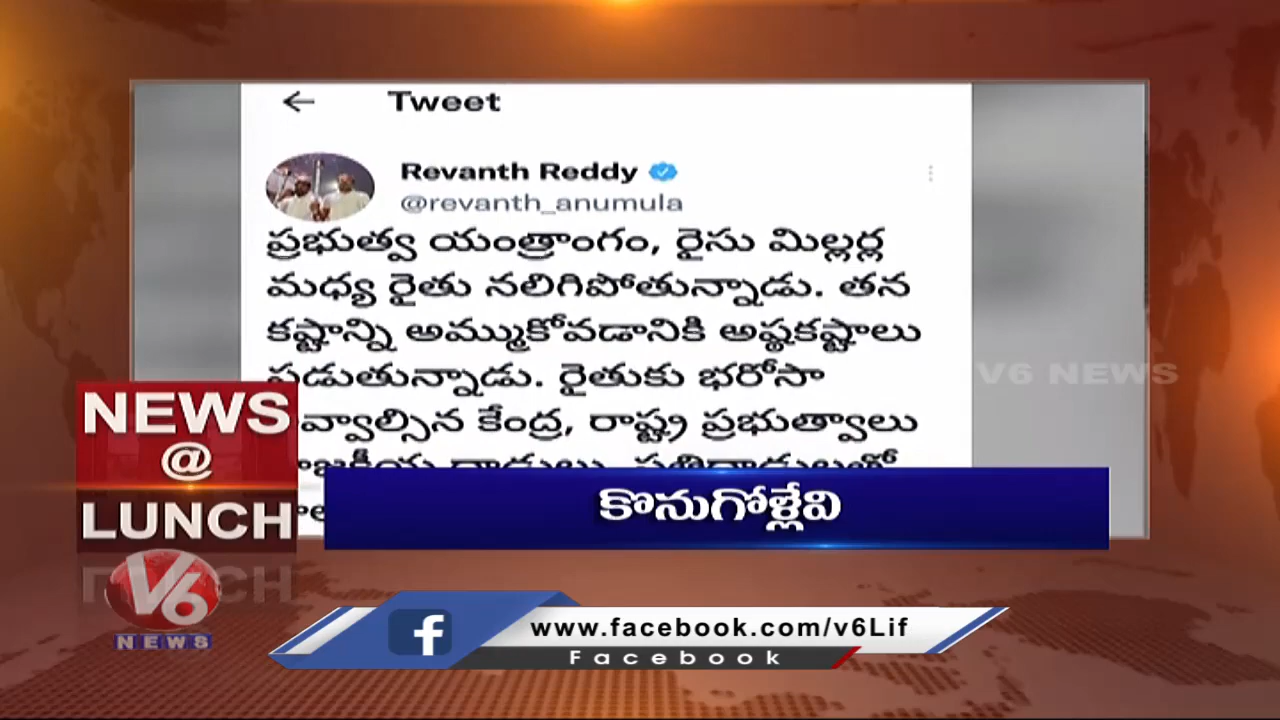 Tweet
Revanth Reddy
@revanth_anumula
ప్రభుత్వ యంత్రాంగం, రైసు మిల్లర్ల
మధ్య రైతు నలిగిపోతున్నాడు. తన
కష్టాన్ని అమ్ముకోవడానికి అష్ఠకష్టాలు
పడుతున్నాడు. రైతుకు భరోసా
కేంద్ర, రాష్ట్ర ప్రభుత్వాలు
V6 NEWS
NEWS
@
LUNCH
కొనుగోళ్లేవి
V6
NEWS
www.facebook.com/v6Lif
Facebook